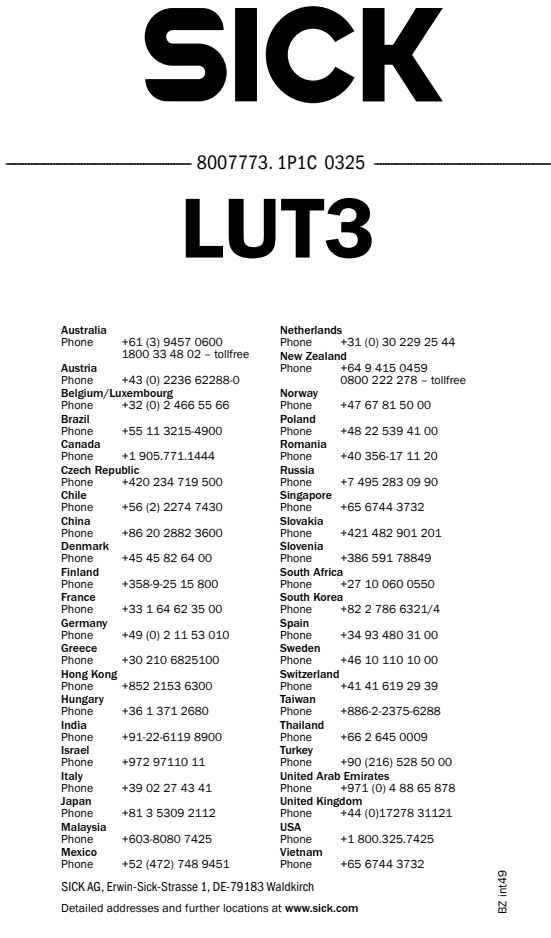 SICK
8007773. 1P1C 0325
LUT3
Australia
Phone +61 (3) 9457 0600
1800 33 48 02 – tollfree
Austria
Phone +43 (0) 2236 62288-0
Belgium/Luxembourg
Phone +32 (0) 2 466 55 66
Brazil
Phone +55 11 3215-4900
Canada
Phone +1 905.771.1444
Czech Republic
Phone +420 234 719 500
Chile
Phone +56 (2) 2274 7430
China
Phone +86 20 2882 3600
Denmark
Phone +45 45 82 64 00
Finland
Phone +358-9-25 15 800
France
Phone +33 1 64 62 35 00
Germany
Phone +49 (0) 2 11 53 010
Greece
Phone +30 210 6825100
Hong Kong
Phone +852 2153 6300
Hungary
Phone +36 1 371 2680
India
Phone +91-22-6119 8900
Israel
Phone +972 97110 11
Italy
Phone +39 02 27 43 41
Japan
Phone +81 3 5309 2112
Malaysia
Phone +603-8080 7425
Mexico
Phone +52 (472) 748 9451
Netherlands
Phone +31 (0) 30 229 25 44
New Zealand
Phone +64 9 415 0459
0800 222 278 – tollfree
Norway
Phone +47 67 81 50 00
Poland
Phone +48 22 539 41 00
Romania
Phone +40 356-17 11 20
Russia
Phone +7 495 283 09 90
Singapore
Phone +65 6744 3732
Slovakia
Phone +421 482 901 201
Slovenia
Phone +386 591 78849
South Africa
Phone +27 10 060 0550
South Korea
Phone +82 2 786 6321/4
Spain
Phone +34 93 480 31 00
Sweden
Phone +46 10 110 10 00
Switzerland
Phone +41 41 619 29 39
Taiwan
Phone +886-2-2375-6288
Thailand
Phone +66 2 645 0009
Turkey
Phone +90 (216) 528 50 00
United Arab Emirates
Phone +971 (0) 4 88 65 878
United Kingdom
Phone +44 (0)17278 31121
USA
Phone +1 800.325.7425
Vietnam
Phone +65 6744 3732
SICK AG, Erwin-Sick-Strasse 1, DE-79183 Waldkirch
Detailed addresses and further locations at www.sick.com
BZ int49